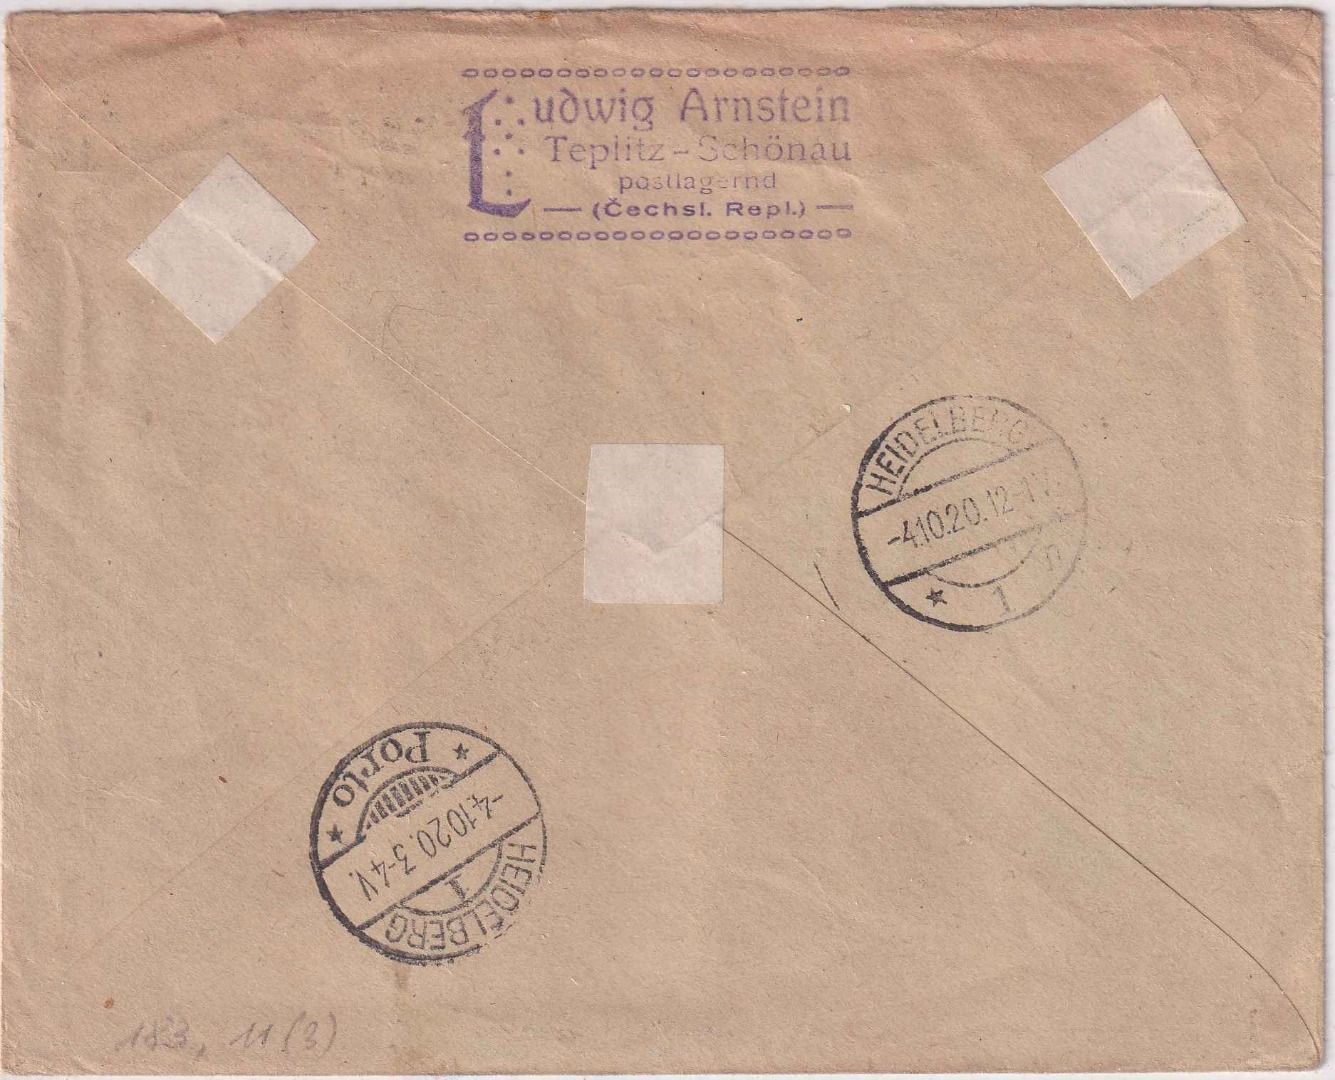 Ludwig Arnstein
Teplitz-Schönau
postlagernd
— (Čechsl. Repl.) —
HEIDELBERG
-4.10.20.12-1
* 1 n
* Porto *
-4.10.20. 3-4 V.
1
HEIDELBERG
183, 11 (3)